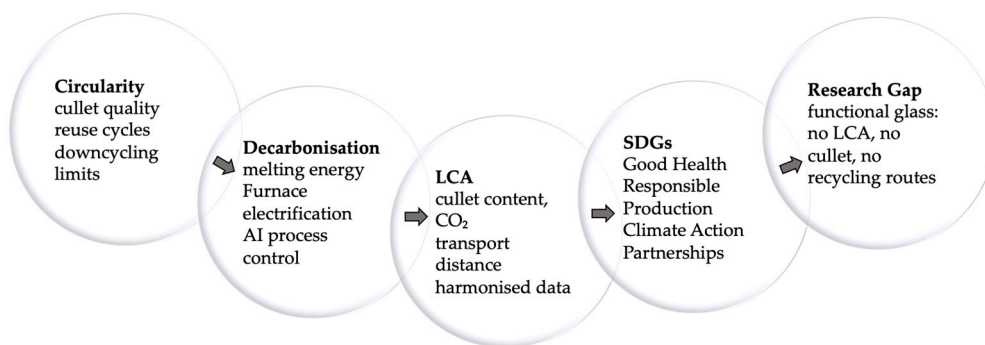 Circularity
cullet quality
reuse cycles
downcycling
limits
Decarbonisation
melting energy
Furnace
electrification
AI process
control
LCA
cullet content,
CO₂
transport
distance
harmonised data
SDGs
Good Health
Responsible
Production
Climate Action
Partnerships
Research Gap
functional glass:
no LCA, no
cullet, no
recycling routes